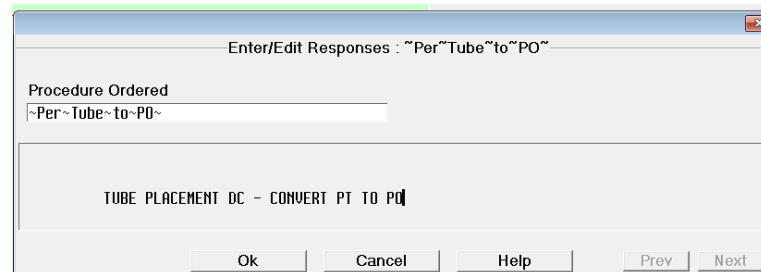 Enter/Edit Responses : ~Per~Tube~to~PO~
Procedure Ordered
~Per~Tube~to~PO~
TUBE PLACEMENT DC - CONVERT PT TO PO
Ok Cancel Help Prev Next